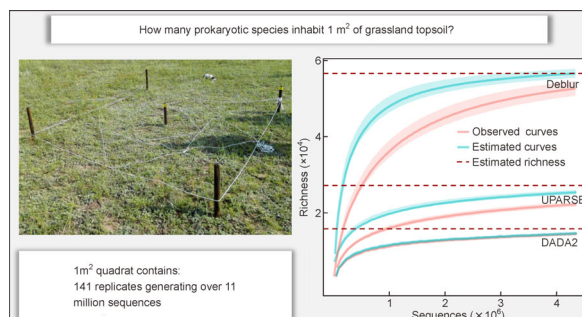 How many prokaryotic species inhabit 1 m² of grassland topsoil?
1m² quadrat contains:
141 replicates generating over 11
million sequences
Richness (×10⁴)
6
4
2
Deblur
Observed curves
Estimated curves
Estimated richness
UPARSE
DADA2
1
2
3
4
Sequences (×10⁶)